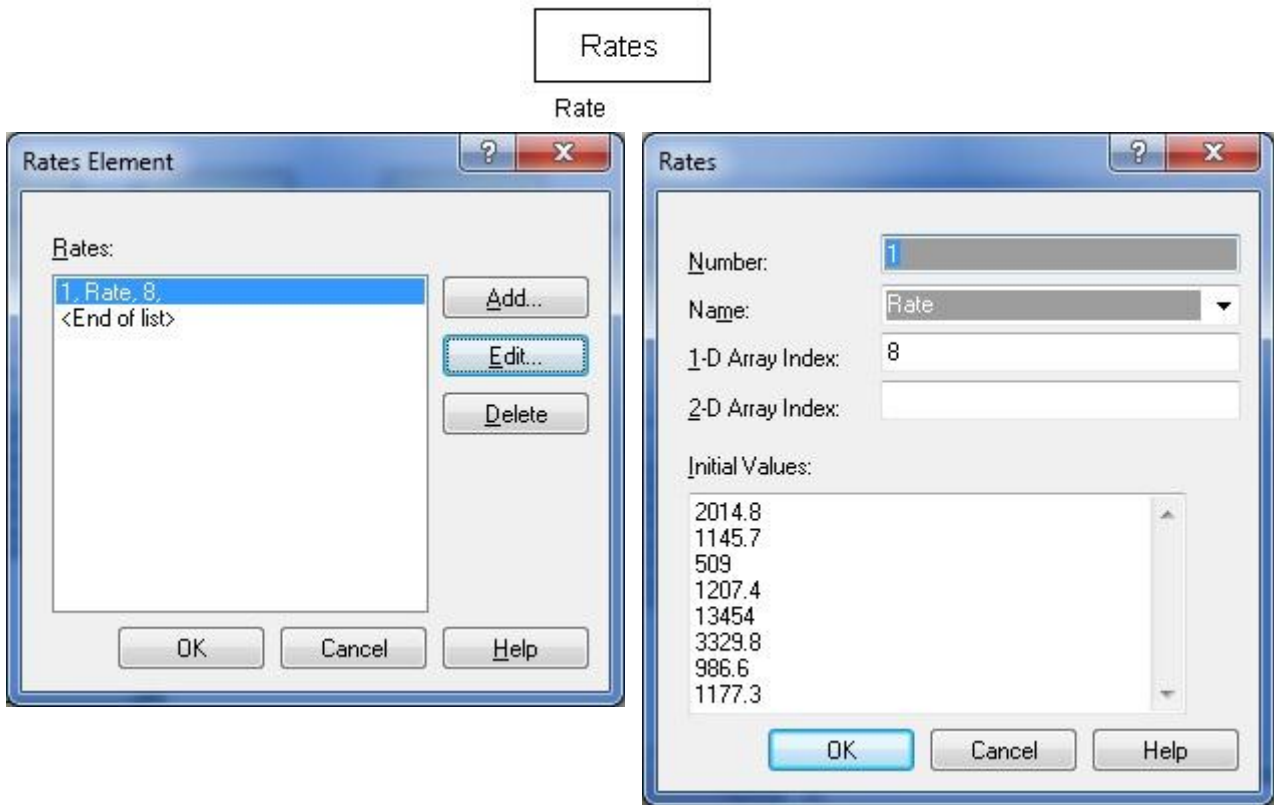 Rates
Rate
Rates Element
?
X
Rates:
1, Rate, 8,
<End of list>
Add...
Edit...
Delete
OK Cancel Help
Rates
?
X
Number: 1
Name: Rate
1-D Array Index: 8
2-D Array Index:
Initial Values:
2014.8
1145.7
509
1207.4
13454
3329.8
986.6
1177.3
OK Cancel Help